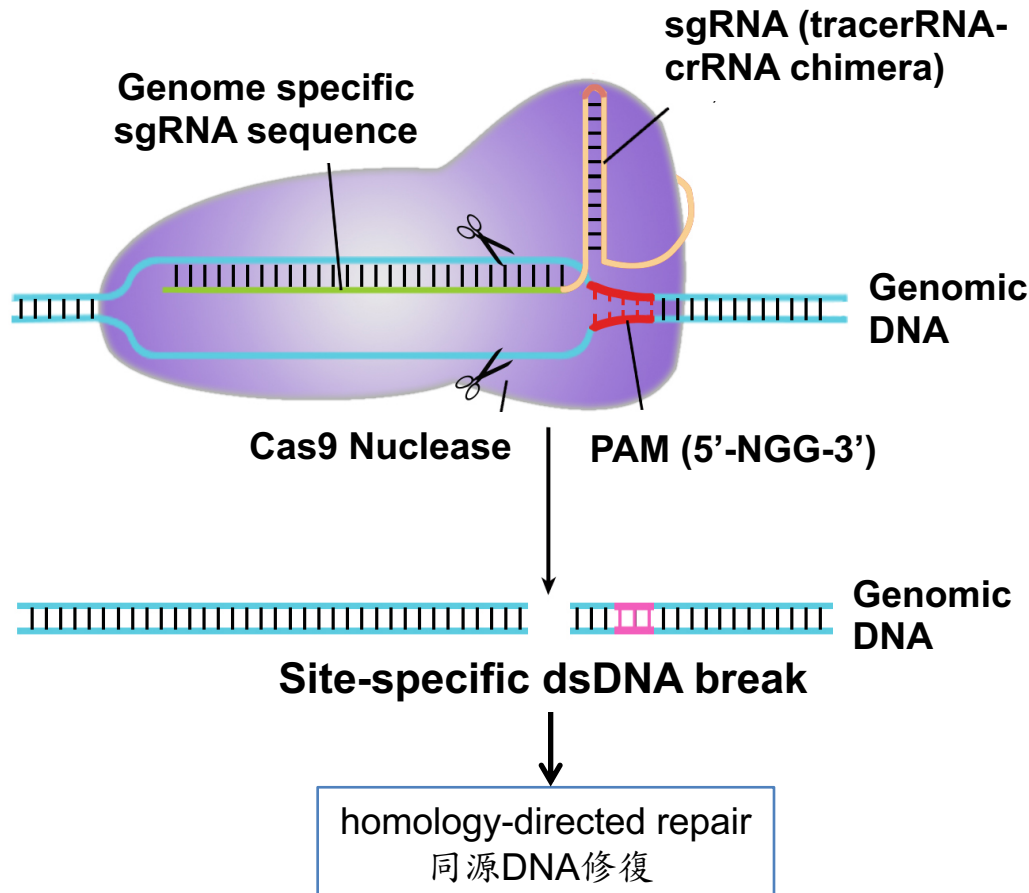 sgRNA (tracerRNA-
crRNA chimera)
Genome specific
sgRNA sequence
Genomic
DNA
Cas9 Nuclease
PAM (5’-NGG-3’)
Genomic
DNA
Site-specific dsDNA break
homology-directed repair
同源DNA修復